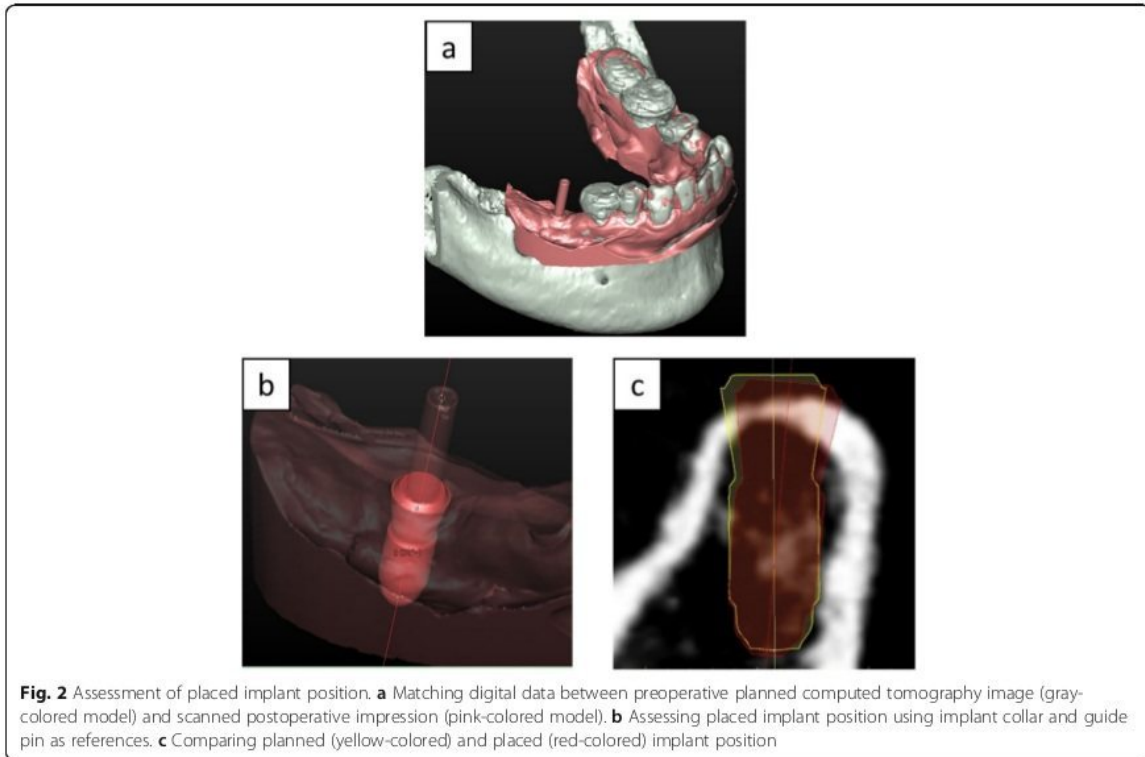 a
b
c
Fig. 2 Assessment of placed implant position. a Matching digital data between preoperative planned computed tomography image (gray-
colored model) and scanned postoperative impression (pink-colored model). b Assessing placed implant position using implant collar and guide
pin as references. c Comparing planned (yellow-colored) and placed (red-colored) implant position